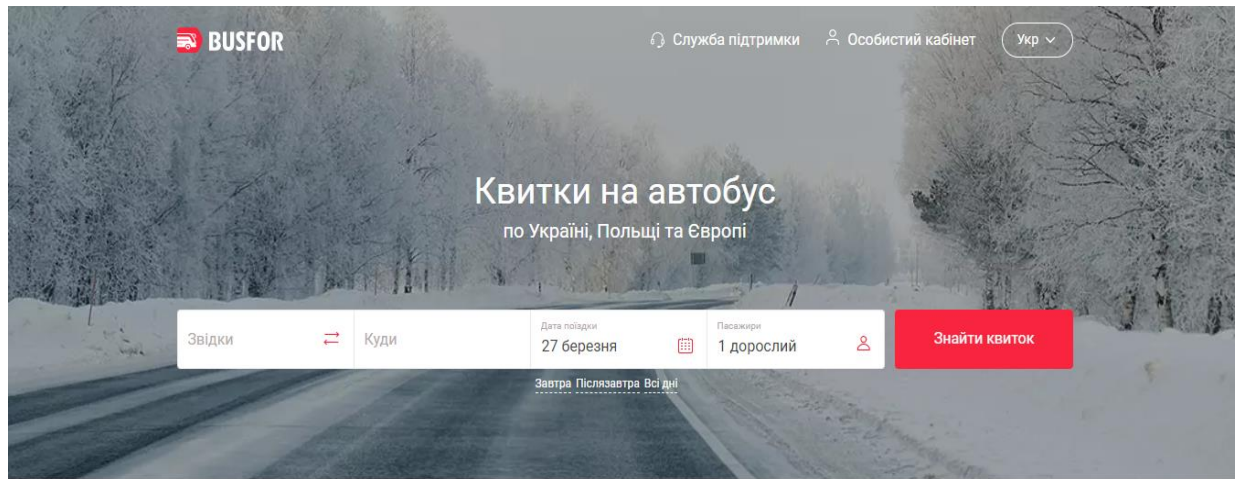 BUSFOR
Служба підтримки
Особистий кабінет
Укр
Квитки на автобус
по Україні, Польщі та Європі
Звідки
Куди
Дата поїздки
27 березня
Пасажири
1 дорослий
Знайти квиток
Завтра Післязавтра Всі дні